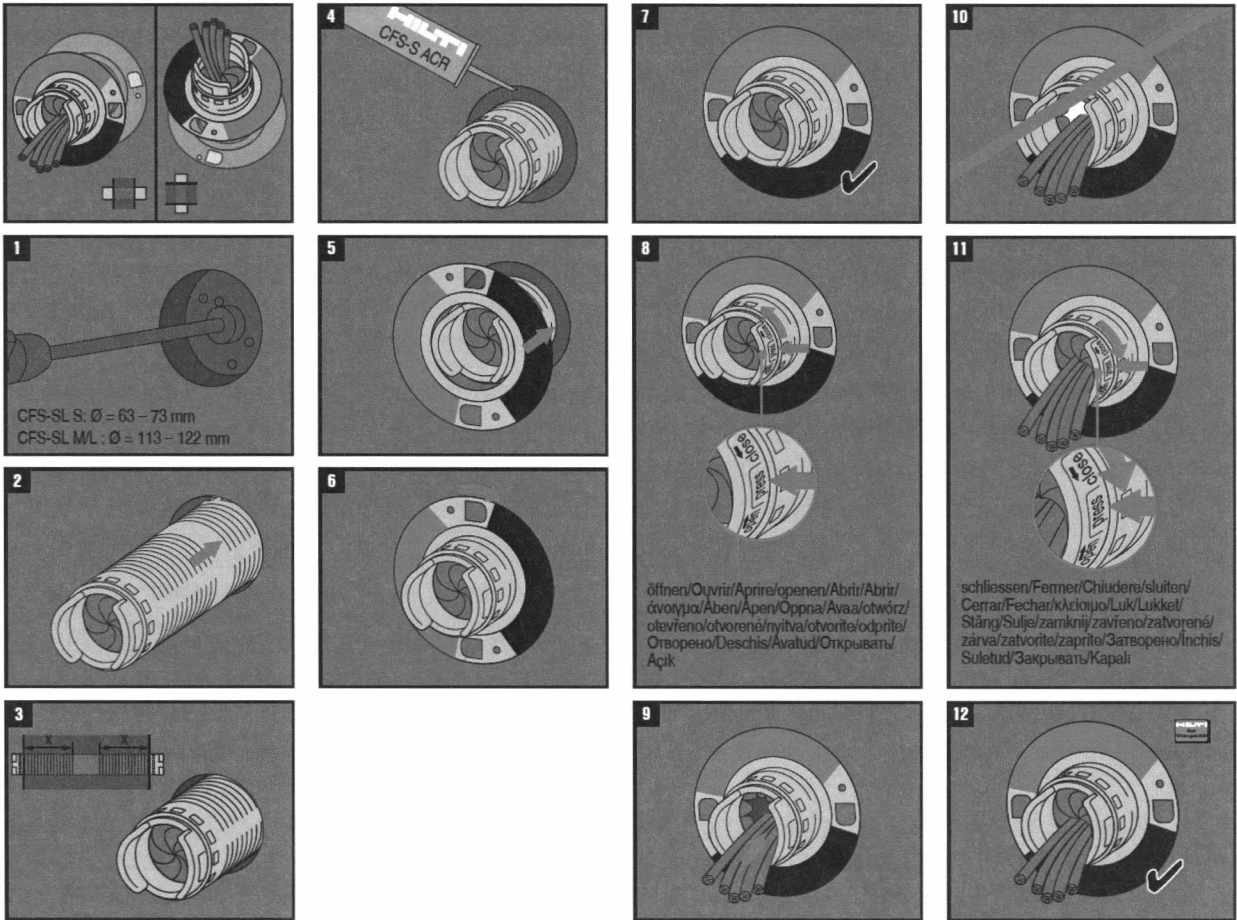 4
HILTI
CFS-S ACR
7
10
1
CFS-SL S: Ø = 63 – 73 mm
CFS-SL M/L : Ø = 113 – 122 mm
5
8
close
press
open
öffnen/Ouvrir/Aprire/openen/Abrir/Abrir/
άνοιγμα/Åben/Åpen/Öppna/Avaa/otwórz/
otevřeno/otvorené/nyitva/otvorite/odprite/
Отворено/Deschis/Avatud/Открывать/
Açık
11
close
press
open
schliessen/Fermer/Chiudere/sluiten/
Cerrar/Fechar/κλείσιμο/Luk/Lukket/
Stäng/Sulje/zamknij/zavřeno/zatvorené/
zárva/zatvorite/zaprite/Затворено/Închis/
Suletud/Закрывать/Kapalı
2
6
3
X X
9
12
HILTI